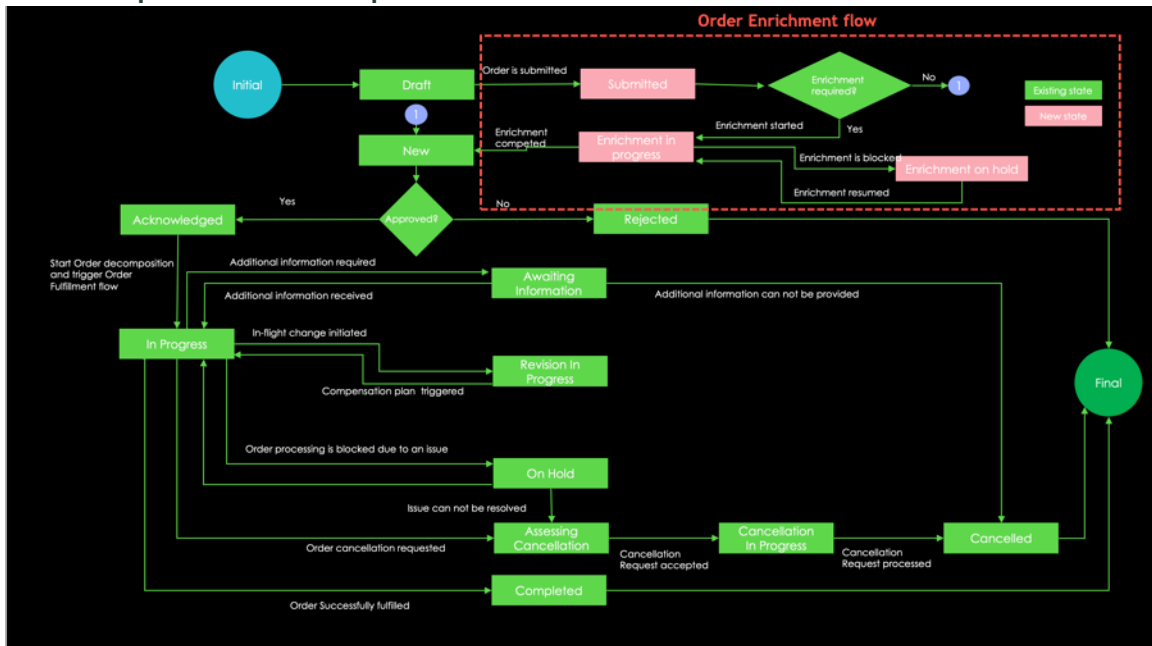 Order Enrichment flow
Initial
Draft
Order is submitted
Submitted
Enrichment
required?
No
1
Existing state
New state
1
Enrichment started
Yes
Enrichment
competed
New
Enrichment in
progress
Enrichment is blocked
Enrichment on hold
Enrichment resumed
Yes
Approved?
No
Acknowledged
Rejected
Start Order decomposition
and trigger Order
Fulfillment flow
Additional information required
Awaiting
Information
Additional information received
Additional information can not be provided
In Progress
In-flight change initiated
Revision In
Progress
Compensation plan triggered
Final
Order processing is blocked due to an issue
On Hold
Issue can not be resolved
Assessing
Cancellation
Cancellation
In Progress
Cancelled
Order cancellation requested
Cancellation
Request accepted
Cancellation
Request processed
Completed
Order Successfully fulfilled